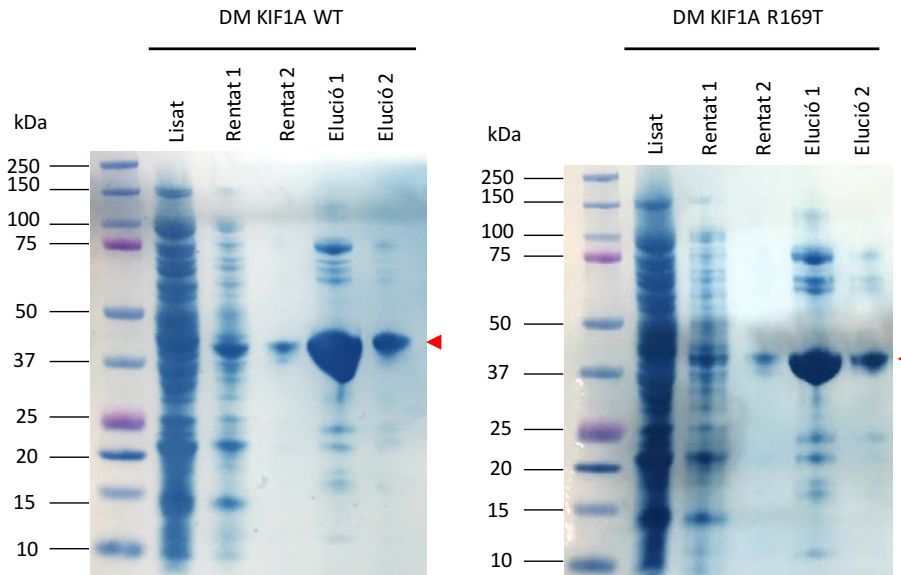 DM KIF1A WT
Lisat
Rentat 1
Rentat 2
Elució 1
Elució 2
kDa
250
150
100
75
50
37
25
20
15
10
DM KIF1A R169T
Lisat
Rentat 1
Rentat 2
Elució 1
Elució 2
kDa
250
150
100
75
50
37
25
20
15
10